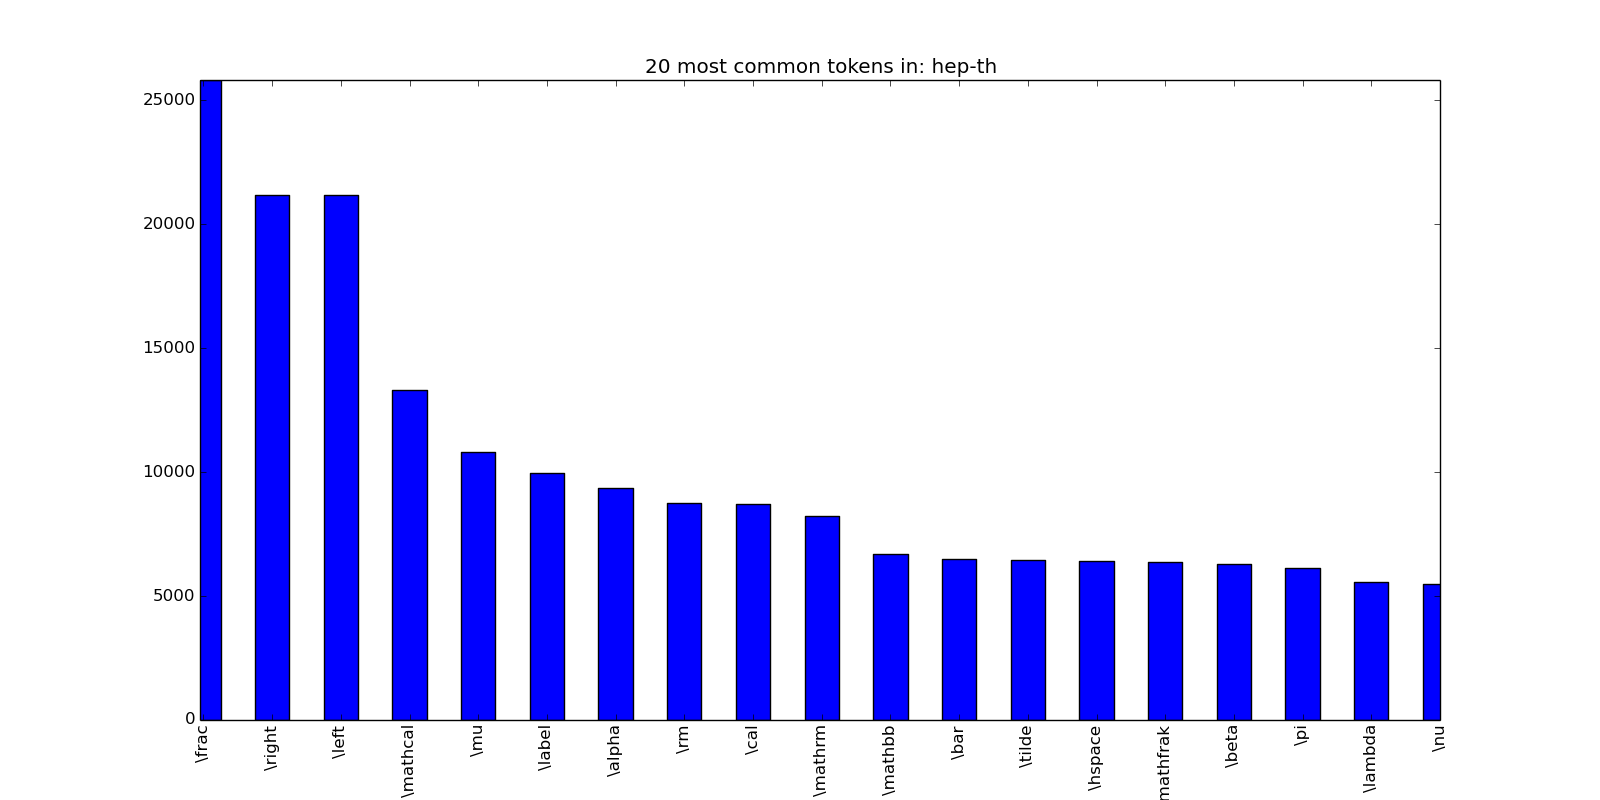 20 most common tokens in: hep-th
25000
20000
15000
10000
5000
0
\frac
\right
\left
\mathcal
\mu
\label
\alpha
\rm
\cal
\mathrm
\mathbb
\bar
\tilde
\hspace
mathfrak
\beta
\pi
\lambda
\nu